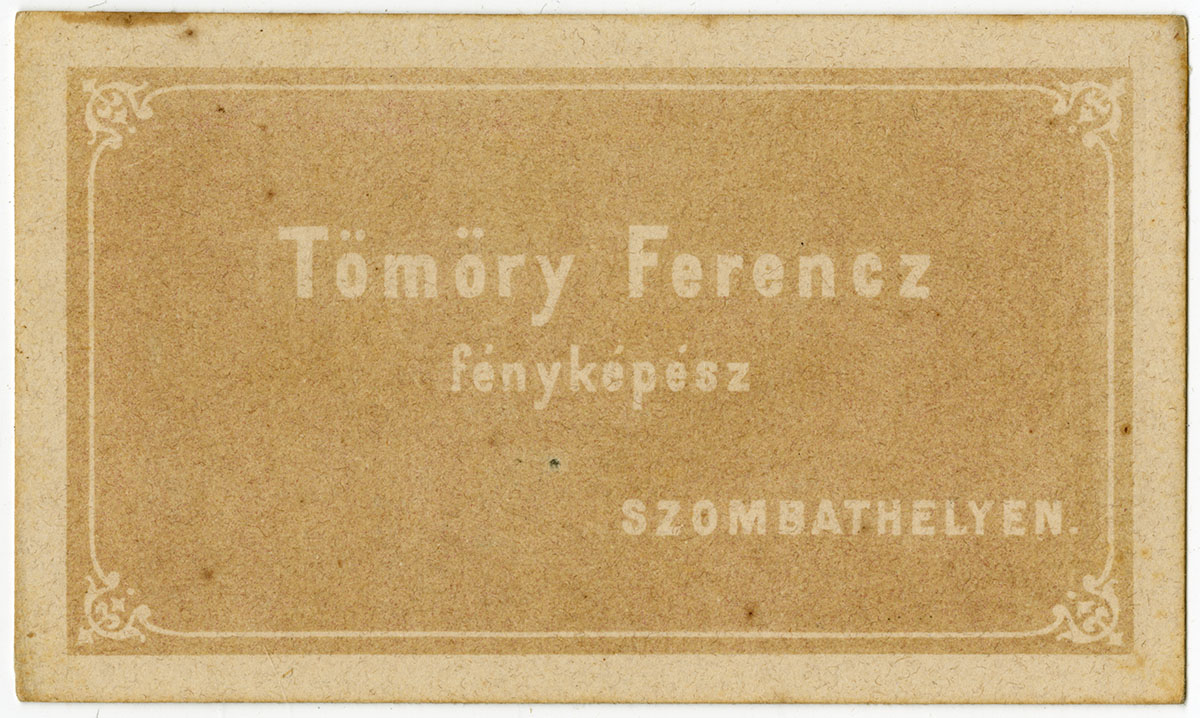 Tömöry Ferencz
fényképész
SZOMBATHELYEN.